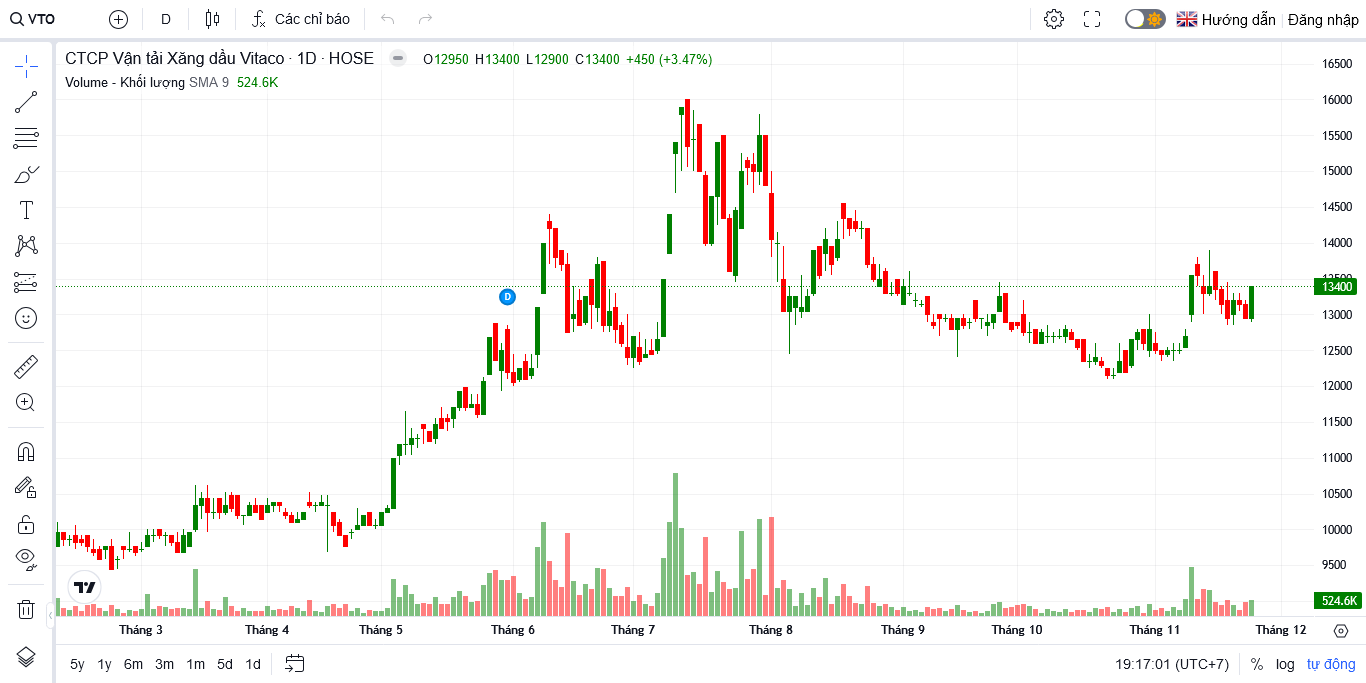 VTO D Các chỉ báo Hướng dẫn Đăng nhập
CTCP Vận tải Xăng dầu Vitaco · 1D · HOSE O12950 H13400 L12900 C13400 +450 (+3.47%)
Volume - Khối lượng SMA 9 524.6K
16500
16000
15500
15000
14500
14000
13500
13400
13000
12500
12000
11500
11000
10500
10000
9500
524.6K
D
Tháng 3 Tháng 4 Tháng 5 Tháng 6 Tháng 7 Tháng 8 Tháng 9 Tháng 10 Tháng 11 Tháng 12
5y 1y 6m 3m 1m 5d 1d 19:17:01 (UTC+7) % log tự động